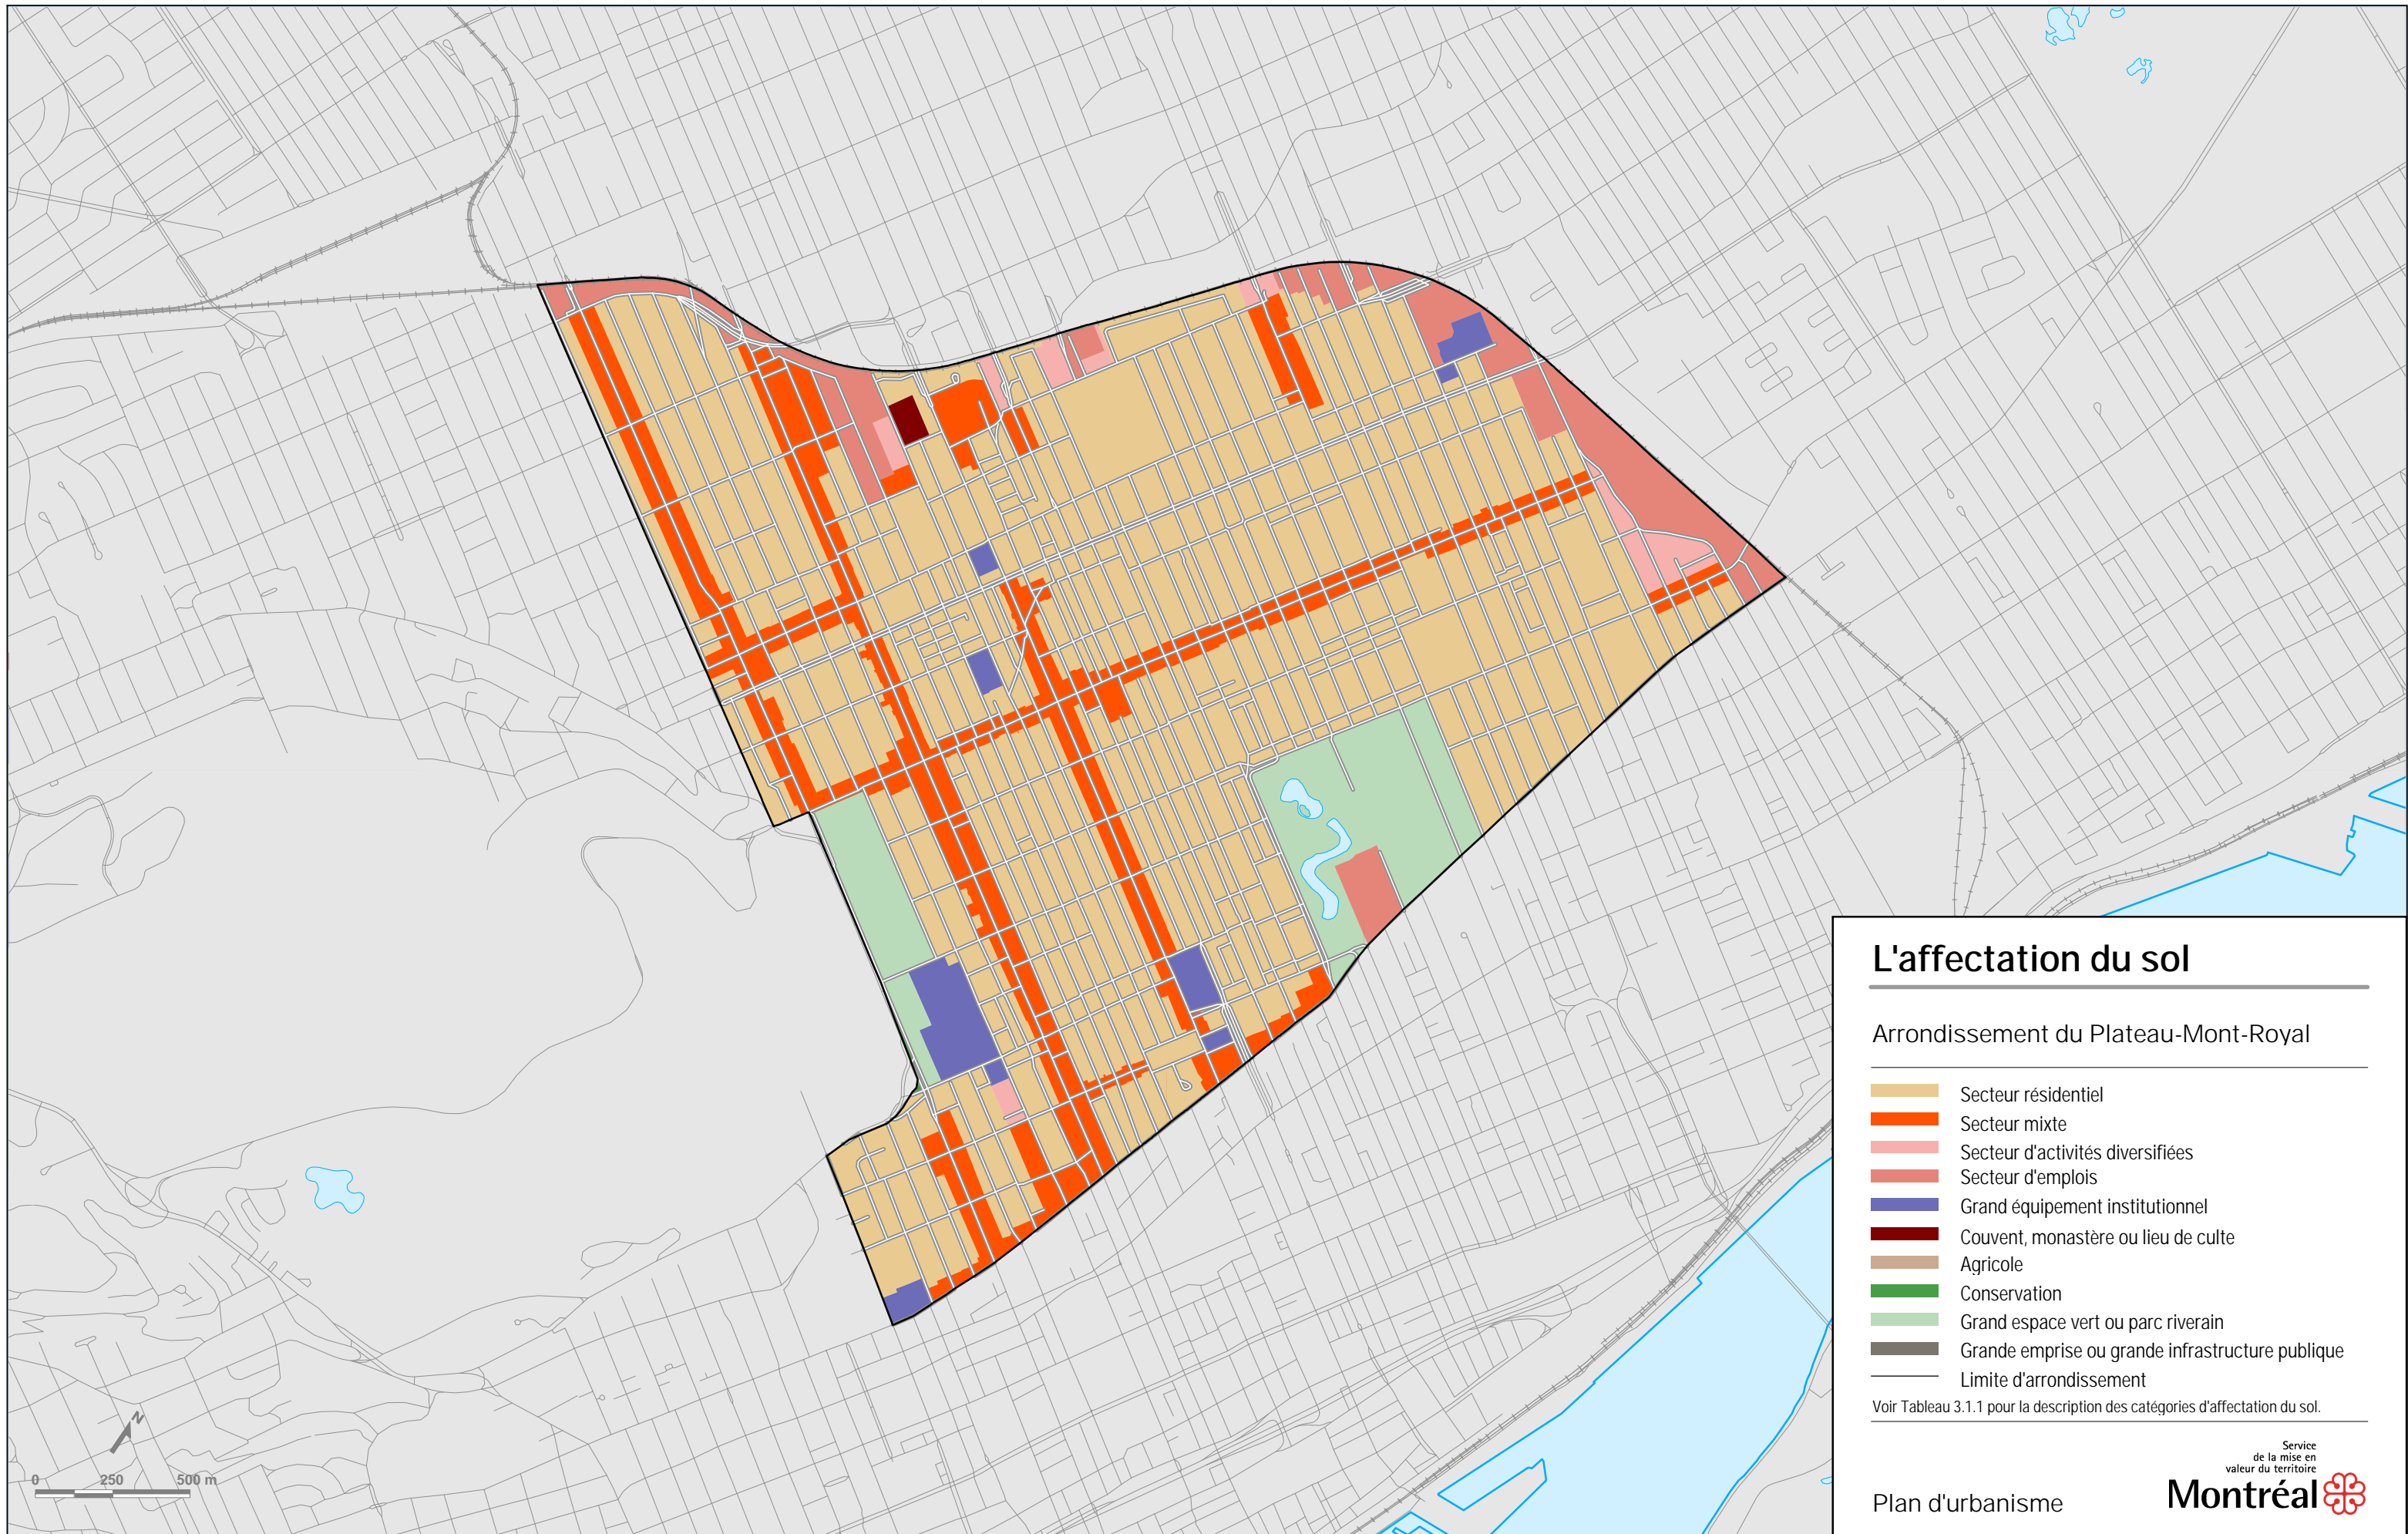 L'affectation du sol
Arrondissement du Plateau-Mont-Royal
Secteur résidentiel
Secteur mixte
Secteur d'activités diversifiées
Secteur d'emplois
Grand équipement institutionnel
Couvent, monastère ou lieu de culte
Agricole
Conservation
Grand espace vert ou parc riverain
Grande emprise ou grande infrastructure publique
Limite d'arrondissement
Voir Tableau 3.1.1 pour la description des catégories d'affectation du sol.
Service
de la mise en
valeur du territoire
Montréal
Plan d'urbanisme
N
0 250 500 m